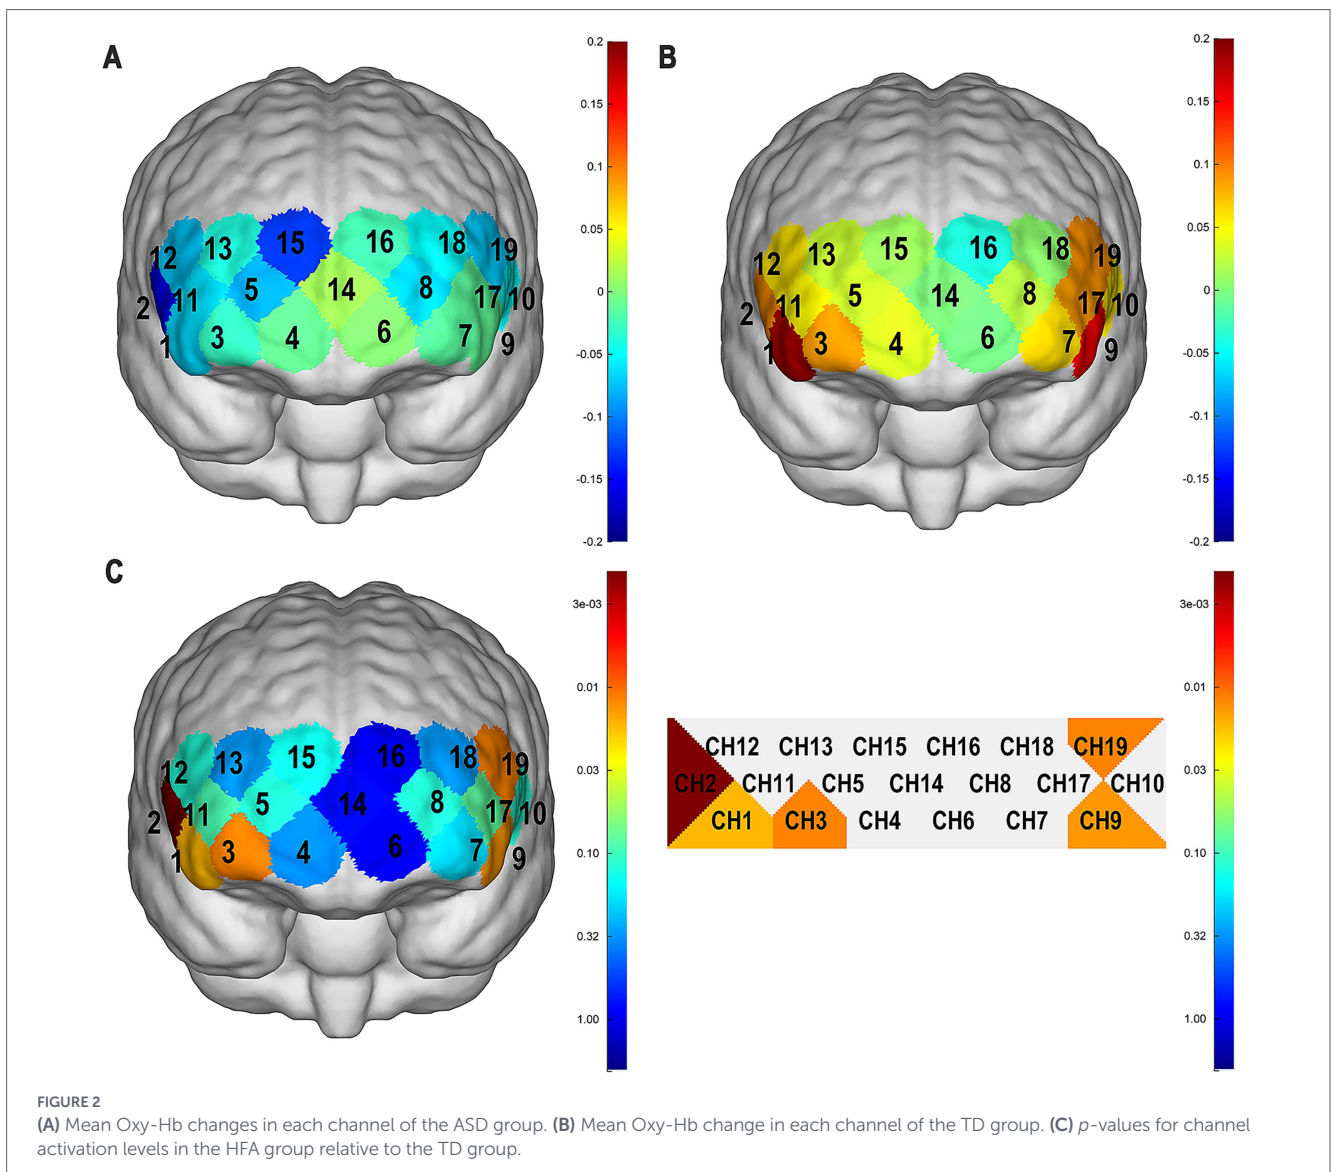 A
0.2
0.15
0.1
0.05
0
-0.05
-0.1
-0.15
-0.2
12 13 15 16 18 19
2 11 5 14 8 17 10
1 3 4 6 7 9
B
0.2
0.15
0.1
0.05
0
-0.05
-0.1
-0.15
-0.2
12 13 15 16 18 19
2 11 5 14 8 17 10
1 3 4 6 7 9
C
3e-03
0.01
0.03
0.10
0.32
1.00
12 13 15 16 18 19
2 11 5 14 8 17 10
1 3 4 6 7 9
3e-03
0.01
0.03
0.10
0.32
1.00
CH12 CH13 CH15 CH16 CH18 CH19
CH2 CH11 CH5 CH14 CH8 CH17 CH10
CH1 CH3 CH4 CH6 CH7 CH9
FIGURE 2
(A) Mean Oxy-Hb changes in each channel of the ASD group. (B) Mean Oxy-Hb change in each channel of the TD group. (C) p-values for channel
activation levels in the HFA group relative to the TD group.